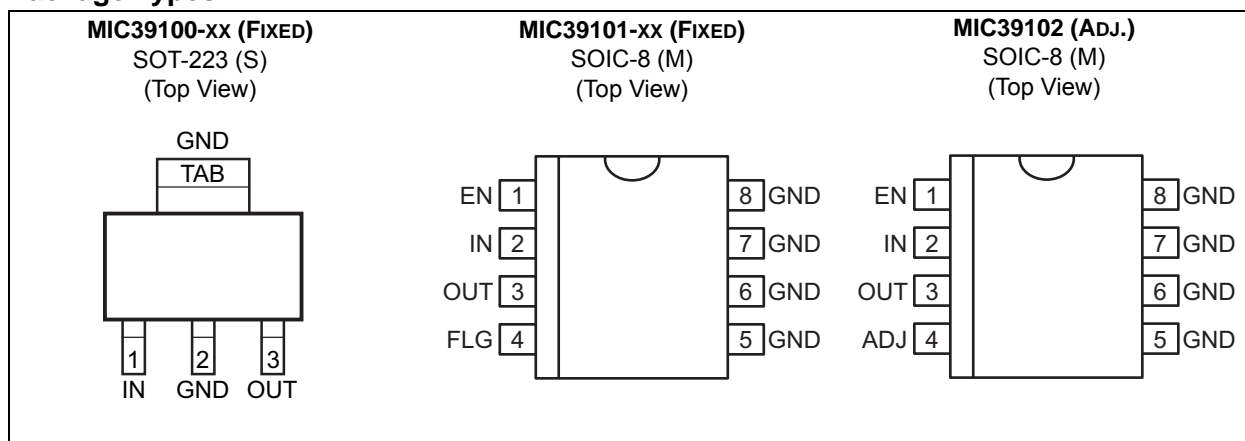 MIC39100-XX (FIXED)
SOT-223 (S)
(Top View)
GND
TAB
1
2
3
IN
GND
OUT
MIC39101-XX (FIXED)
SOIC-8 (M)
(Top View)
EN 1
8 GND
IN 2
7 GND
OUT 3
6 GND
FLG 4
5 GND
MIC39102 (ADJ.)
SOIC-8 (M)
(Top View)
EN 1
8 GND
IN 2
7 GND
OUT 3
6 GND
ADJ 4
5 GND